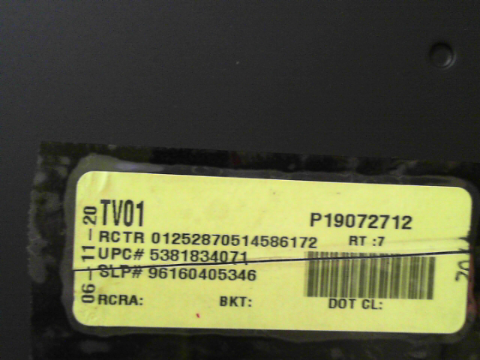 06-11-20
TV01
P19072712
RCTR 01252870514586172 RT :7
UPC# 5381834071
SLP# 96160405346
RCRA: BKT: DOT CL: